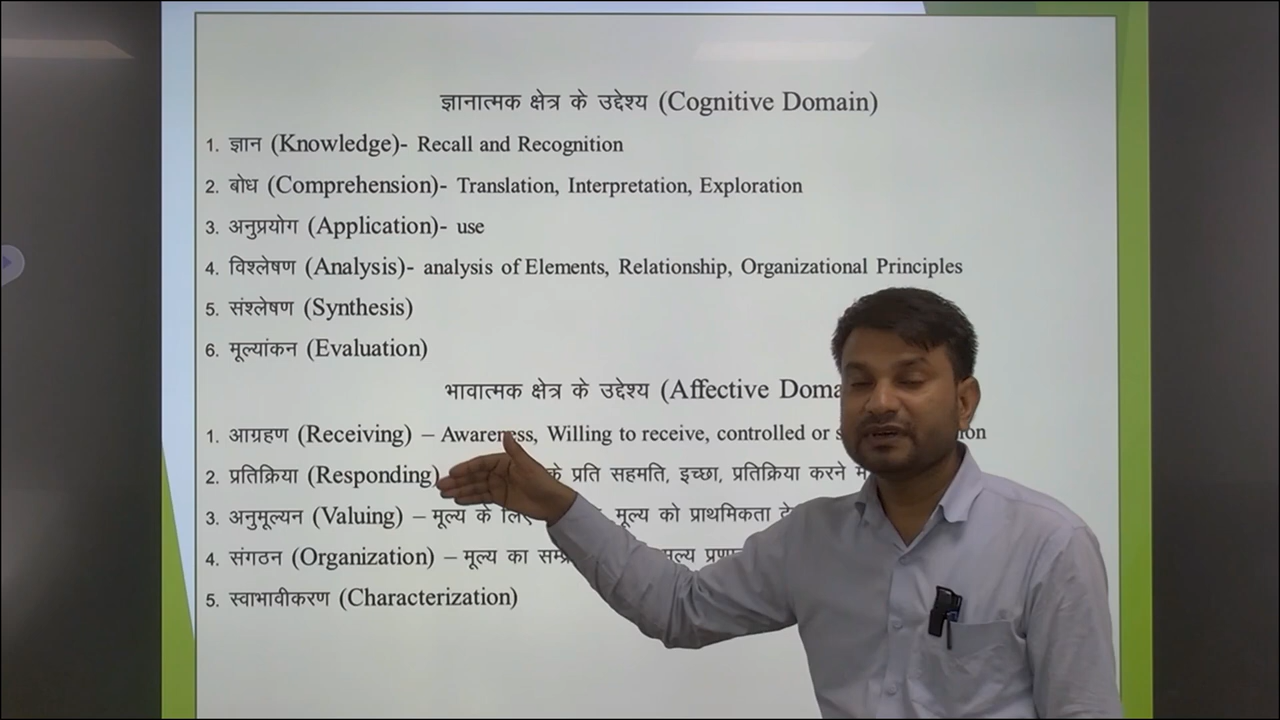 ज्ञानात्मक क्षेत्र के उद्देश्य (Cognitive Domain)
1. ज्ञान (Knowledge)- Recall and Recognition
2. बोध (Comprehension)- Translation, Interpretation, Exploration
3. अनुप्रयोग (Application)- use
4. विश्लेषण (Analysis)- analysis of Elements, Relationship, Organizational Principles
5. संश्लेषण (Synthesis)
6. मूल्यांकन (Evaluation)
भावात्मक क्षेत्र के उद्देश्य (Affective
1. आग्रहण (Receiving) – Awareness, Willing to receive, controlled or
2. प्रतिक्रिया (Responding) के प्रति सहमति, इच्छा, प्रतिक्रिया करने
3. अनुमूल्यन (Valuing) – मूल्य के मूल्य को प्राथमिकता
4. संगठन (Organization) – मूल्य का
5. स्वाभावीकरण (Characterization)